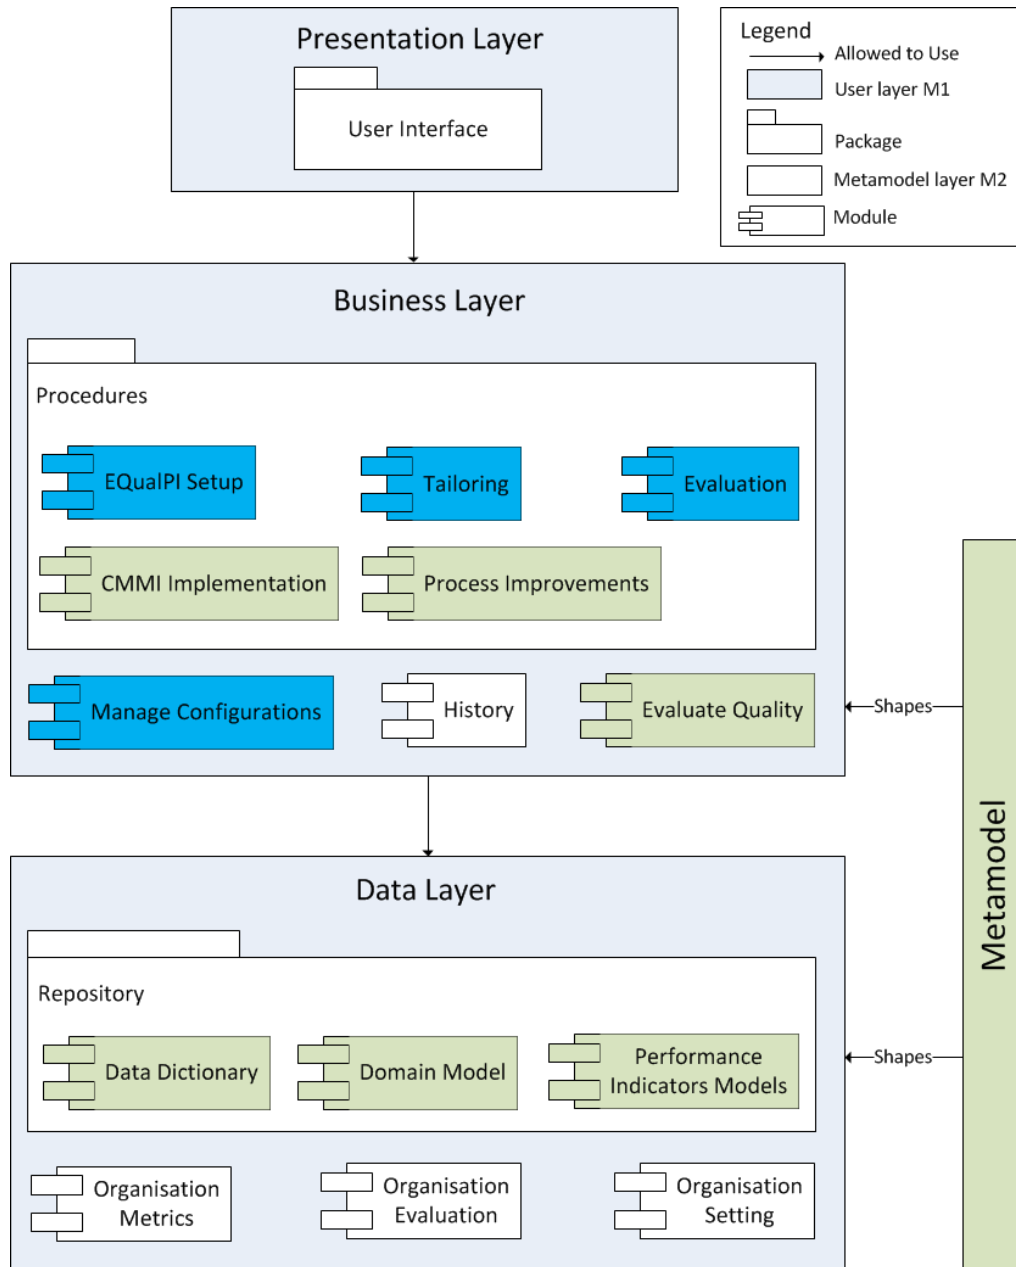 Presentation Layer
User Interface
Legend
Allowed to Use
User layer M1
Package
Metamodel layer M2
Module
Business Layer
Procedures
EQualPI Setup
Tailoring
Evaluation
CMMI Implementation
Process Improvements
Manage Configurations
History
Evaluate Quality
Shapes
Metamodel
Data Layer
Repository
Data Dictionary
Domain Model
Performance
Indicators Models
Shapes
Organisation
Metrics
Organisation
Evaluation
Organisation
Setting